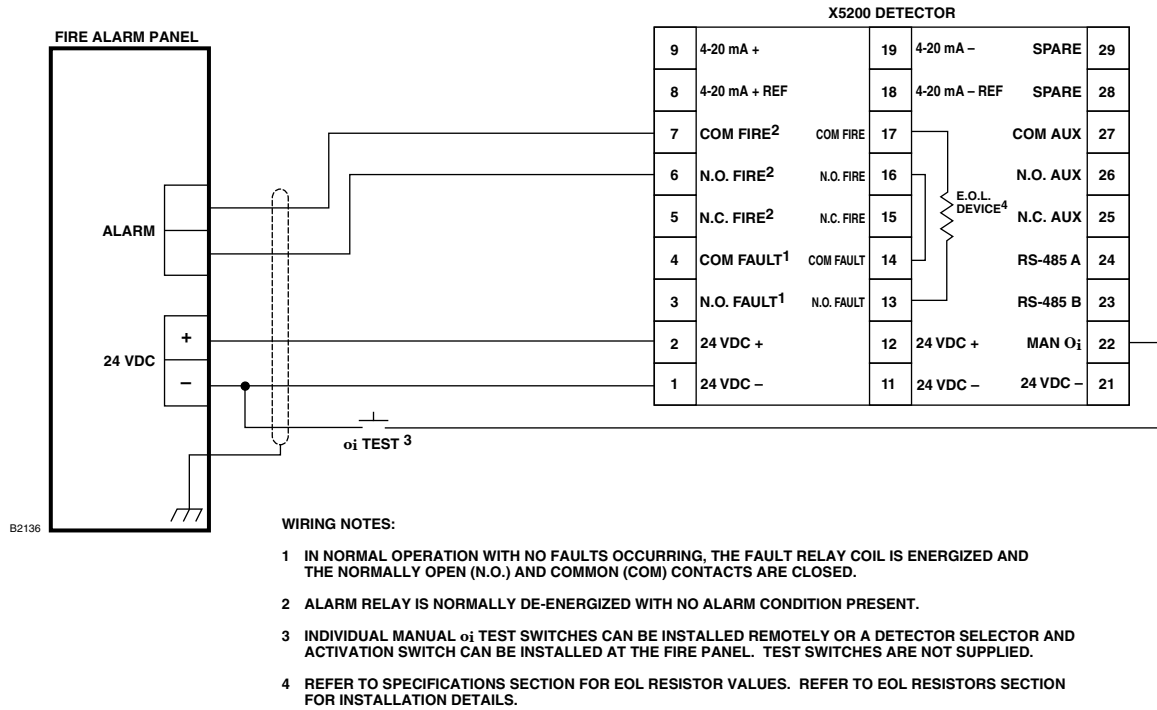 X5200 DETECTOR
FIRE ALARM PANEL
9 4-20 mA + 19 4-20 mA – SPARE 29
8 4-20 mA + REF 18 4-20 mA – REF SPARE 28
7 COM FIRE2 COM FIRE 17 COM AUX 27
6 N.O. FIRE2 N.O. FIRE 16 N.O. AUX 26
E.O.L.
DEVICE4
5 N.C. FIRE2 N.C. FIRE 15 N.C. AUX 25
ALARM
4 COM FAULT1 COM FAULT 14 RS-485 A 24
3 N.O. FAULT1 N.O. FAULT 13 RS-485 B 23
+
2 24 VDC + 12 24 VDC + MAN Oi 22
24 VDC
–
1 24 VDC – 11 24 VDC – 24 VDC – 21
oi TEST 3
B2136
WIRING NOTES:
1 IN NORMAL OPERATION WITH NO FAULTS OCCURRING, THE FAULT RELAY COIL IS ENERGIZED AND
THE NORMALLY OPEN (N.O.) AND COMMON (COM) CONTACTS ARE CLOSED.
2 ALARM RELAY IS NORMALLY DE-ENERGIZED WITH NO ALARM CONDITION PRESENT.
3 INDIVIDUAL MANUAL oi TEST SWITCHES CAN BE INSTALLED REMOTELY OR A DETECTOR SELECTOR AND
ACTIVATION SWITCH CAN BE INSTALLED AT THE FIRE PANEL. TEST SWITCHES ARE NOT SUPPLIED.
4 REFER TO SPECIFICATIONS SECTION FOR EOL RESISTOR VALUES. REFER TO EOL RESISTORS SECTION
FOR INSTALLATION DETAILS.